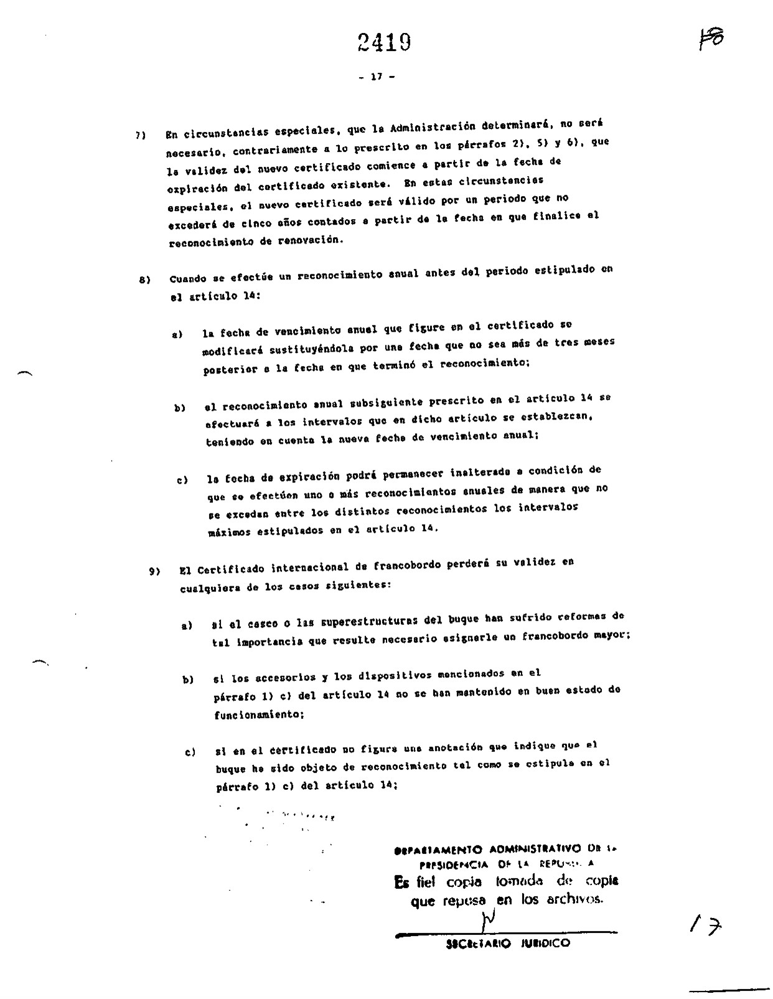 2419
- 17 -
7) En circunstancias especiales, que la Administración determinará, no será
necesario, contrariamente a lo prescrito en los párrafos 2), 5) y 6), que
la validez del nuevo certificado comience a partir de la fecha de
expiración del certificado existente. En estas circunstancias
especiales, el nuevo certificado será válido por un periodo que no
excederá de cinco años contados a partir de la fecha en que finalice el
reconocimiento de renovación.
8) Cuando se efectúe un reconocimiento anual antes del periodo estipulado en
el artículo 14:
a) la fecha de vencimiento anual que figure en el certificado se
modificará sustituyéndola por una fecha que no sea más de tres meses
posterior a la fecha en que terminó el reconocimiento;
b) el reconocimiento anual subsiguiente prescrito en el artículo 14 se
efectuará a los intervalos que en dicho artículo se establezcan,
teniendo en cuenta la nueva fecha de vencimiento anual;
c) la fecha de expiración podrá permanecer inalterada a condición de
que se efectúen uno o más reconocimientos anuales de manera que no
se excedan entre los distintos reconocimientos los intervalos
máximos estipulados en el artículo 14.
9) El Certificado internacional de francobordo perderá su validez en
cualquiera de los casos siguientes:
a) si el casco o las superestructuras del buque han sufrido reformas de
tal importancia que resulte necesario asignarle un francobordo mayor;
b) si los accesorios y los dispositivos mencionados en el
párrafo 1) c) del artículo 14 no se han mantenido en buen estado de
funcionamiento;
c) si en el certificado no figura una anotación que indique que el
buque ha sido objeto de reconocimiento tal como se estipula en el
párrafo 1) c) del artículo 14;
DEPARTAMENTO ADMINISTRATIVO DE LA
PRESIDENCIA DE LA REPUBLICA
Es fiel copia tomada de copia
que reposa en los archivos.
SECRETARIO JURIDICO
17